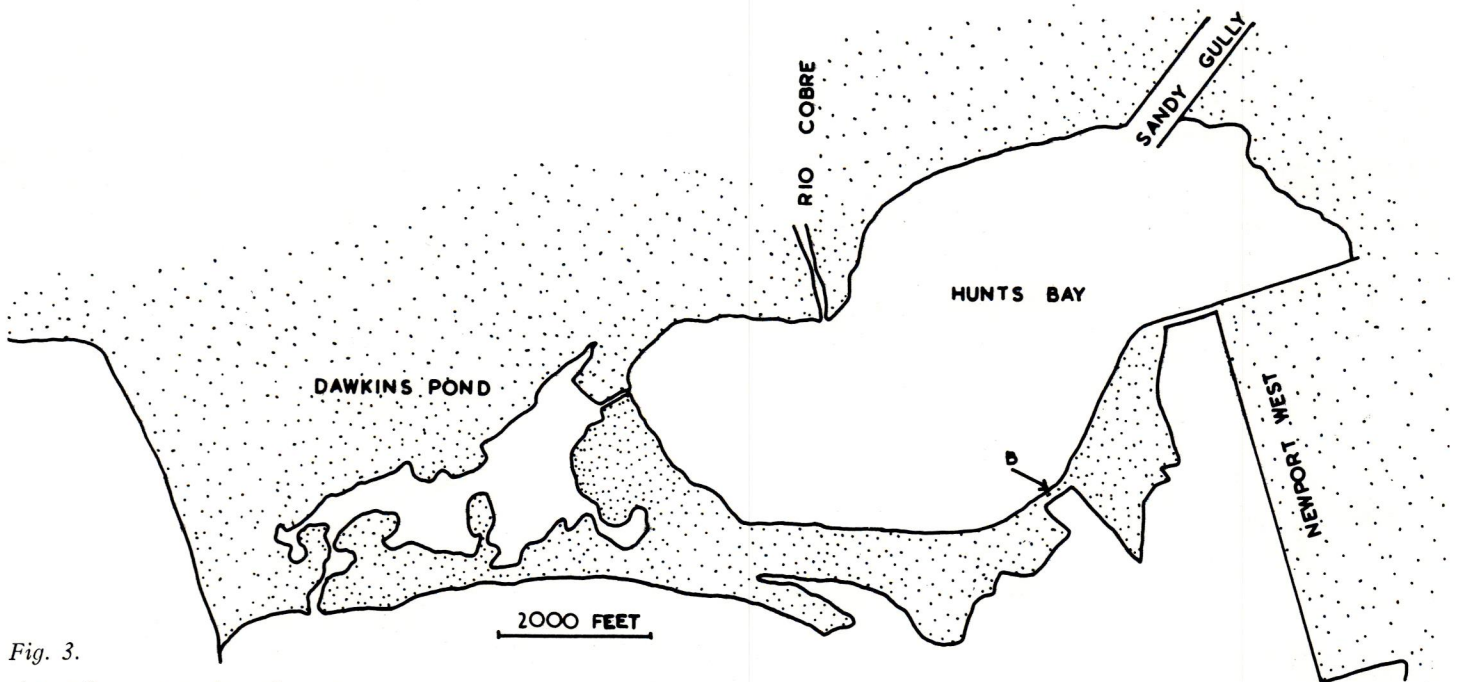 SANDY GULLY
RIO COBRE
HUNTS BAY
DAWKINS POND
NEWPORT WEST
B
2000 FEET
Fig. 3.